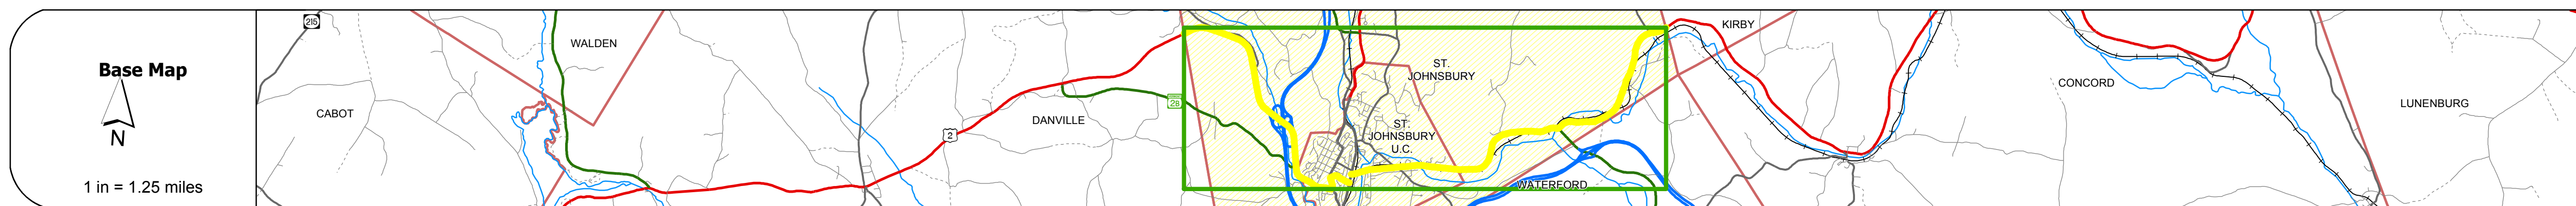 Base Map
N
1 in = 1.25 miles
215
WALDEN
CABOT
2
DANVILLE
2B
ST.
JOHNSBURY
ST.
JOHNSBURY
U.C.
WATERFORD
KIRBY
CONCORD
LUNENBURG